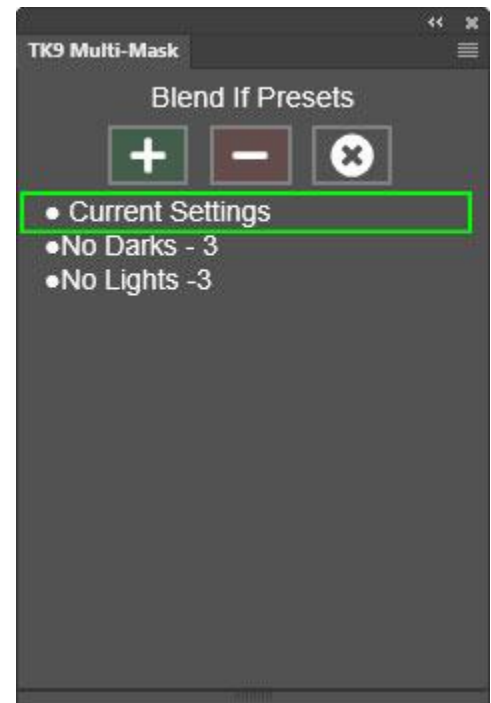 TK9 Multi-Mask
Blend If Presets
● Current Settings
●No Darks - 3
●No Lights -3